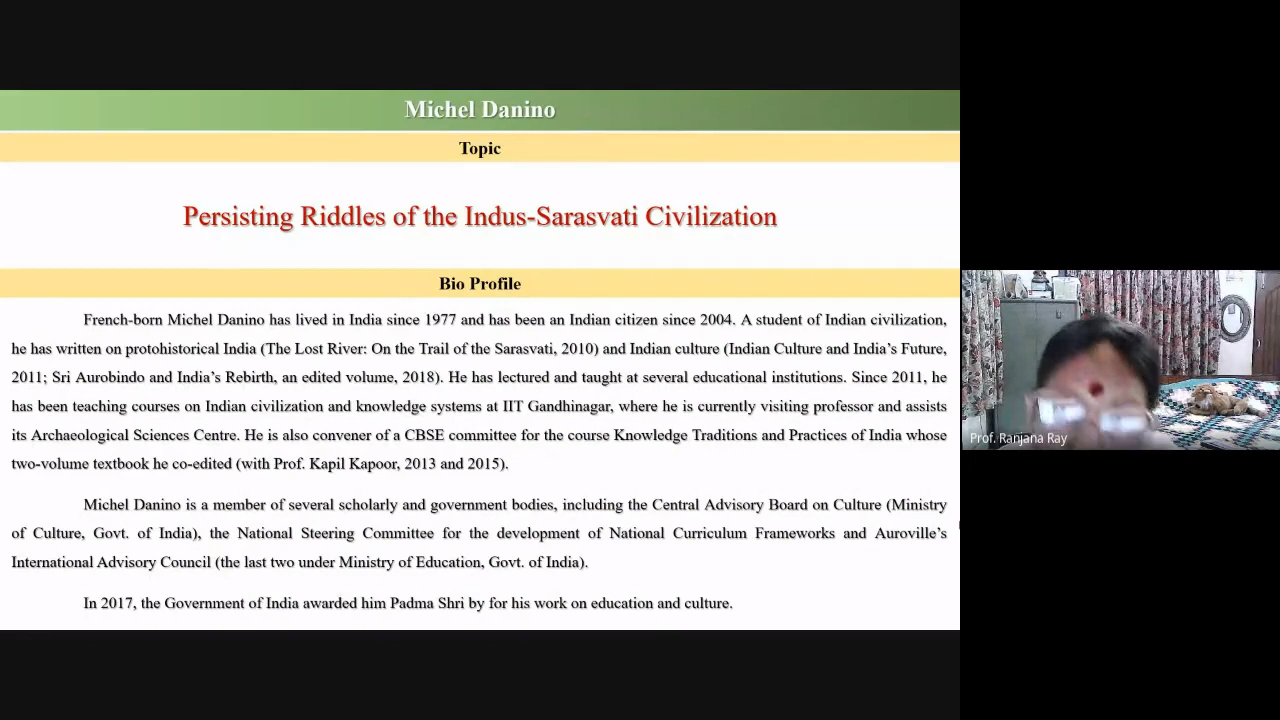 Michel Danino
Topic
Persisting Riddles of the Indus-Sarasvati Civilization
Bio Profile
French-born Michel Danino has lived in India since 1977 and has been an Indian citizen since 2004. A student of Indian civilization,
he has written on protohistorical India (The Lost River: On the Trail of the Sarasvati, 2010) and Indian culture (Indian Culture and India's Future,
2011; Sri Aurobindo and India's Rebirth, an edited volume, 2018). He has lectured and taught at several educational institutions. Since 2011, he
has been teaching courses on Indian civilization and knowledge systems at IIT Gandhinagar, where he is currently visiting professor and assists
its Archaeological Sciences Centre. He is also convener of a CBSE committee for the course Knowledge Traditions and Practices of India whose
two-volume textbook he co-edited (with Prof. Kapil Kapoor, 2013 and 2015).
Michel Danino is a member of several scholarly and government bodies, including the Central Advisory Board on Culture (Ministry
of Culture, Govt. of India), the National Steering Committee for the development of National Curriculum Frameworks and Auroville's
International Advisory Council (the last two under Ministry of Education, Govt. of India).
In 2017, the Government of India awarded him Padma Shri by for his work on education and culture.
Prof. Ranjana Ray